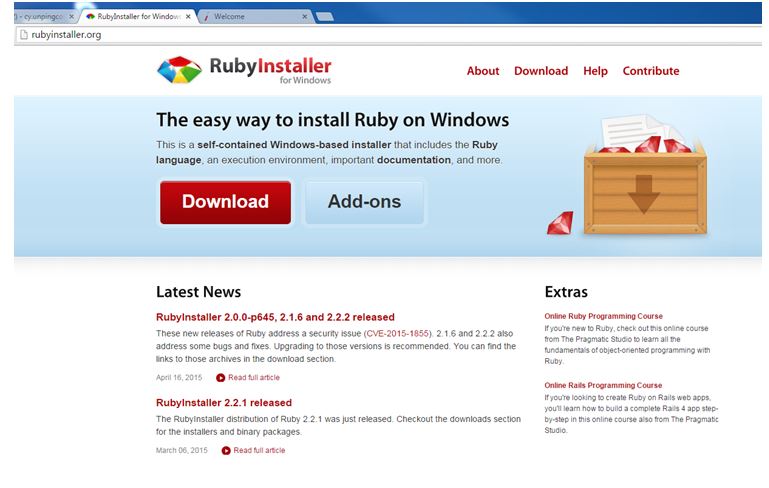 ) - cy.unpingco
RubyInstaller for Window
Welcome
rubyinstaller.org
RubyInstaller
for Windows
About Download Help Contribute
The easy way to install Ruby on Windows
This is a self-contained Windows-based installer that includes the Ruby
language, an execution environment, important documentation, and more.
Download Add-ons
Latest News
RubyInstaller 2.0.0-p645, 2.1.6 and 2.2.2 released
These new releases of Ruby address a security issue (CVE-2015-1855). 2.1.6 and 2.2.2 also
address some bugs and fixes. Upgrading to those versions is recommended. You can find the
links to those archives in the download section.
April 16, 2015 Read full article
RubyInstaller 2.2.1 released
The RubyInstaller distribution of Ruby 2.2.1 was just released. Checkout the downloads section
for the installers and binary packages.
March 06, 2015 Read full article
Extras
Online Ruby Programming Course
If you're new to Ruby, check out this online course
from The Pragmatic Studio to learn all the
fundamentals of object-oriented programming with
Ruby.
Online Rails Programming Course
If you're looking to create Ruby on Rails web apps,
you'll learn how to build a complete Rails 4 app step-
by-step in this online course also from The Pragmatic
Studio.